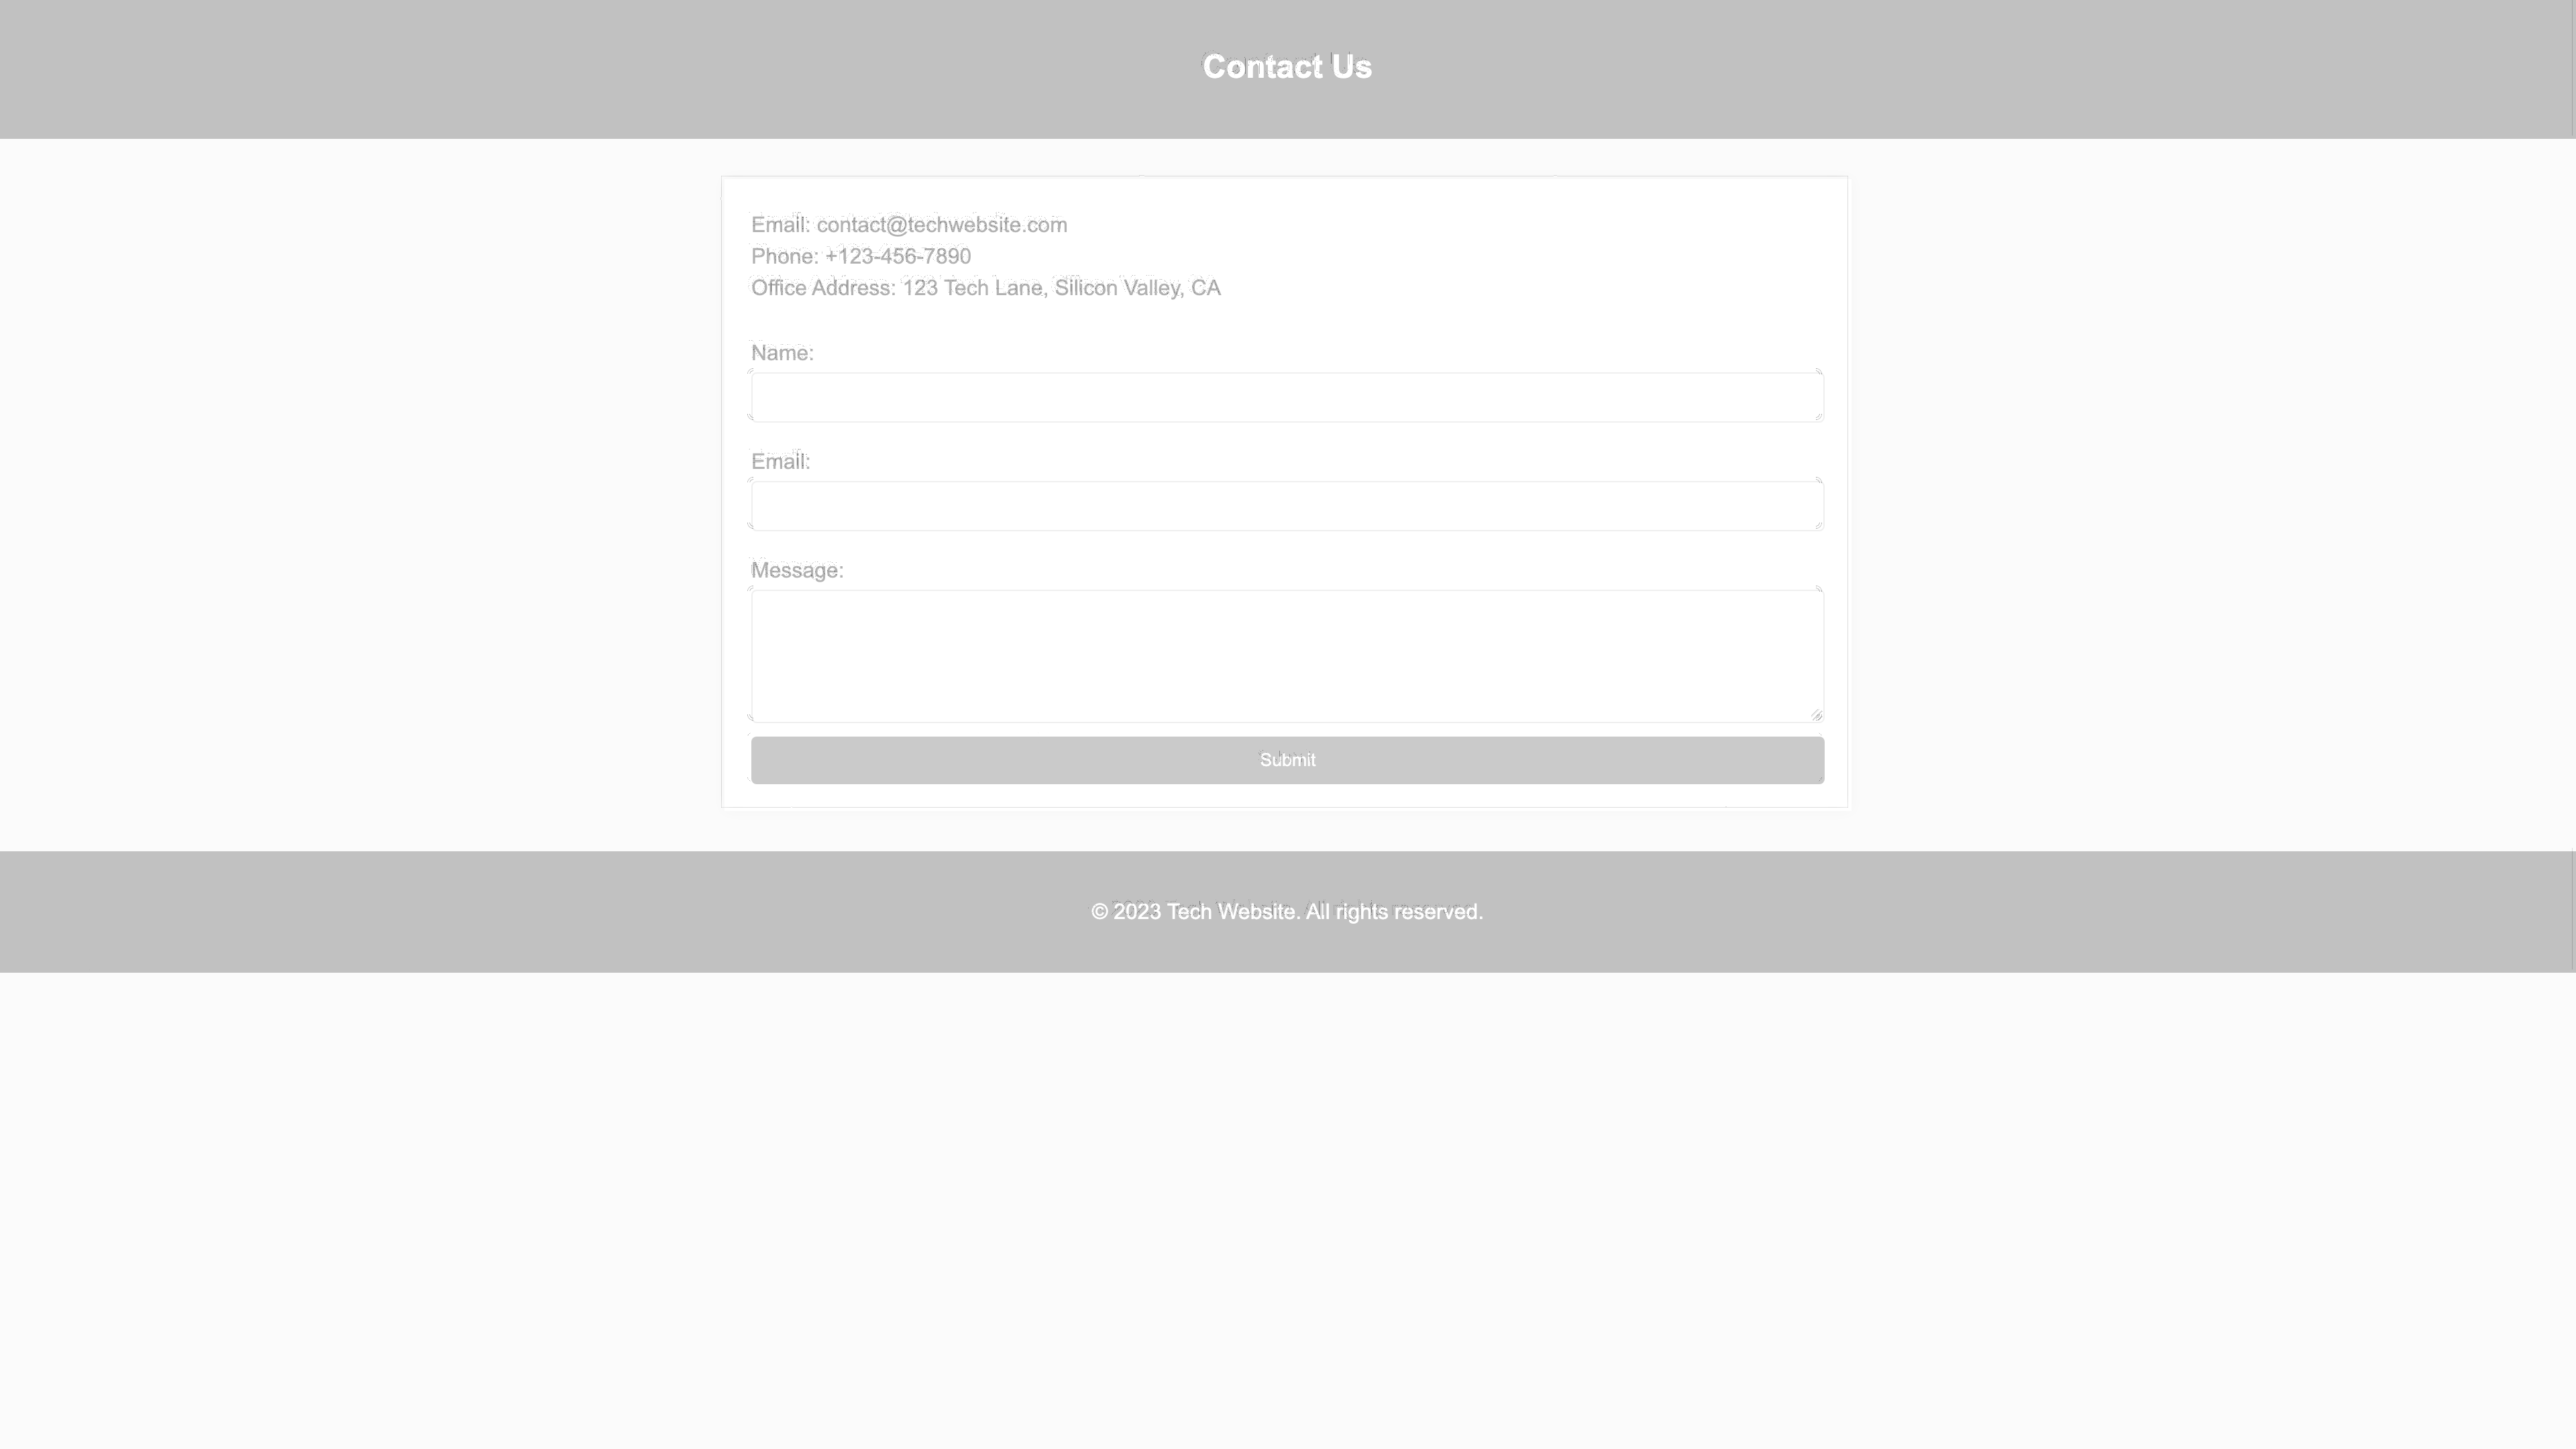 Contact Us
Email: contact@techwebsite.com
Phone: +123-456-7890
Office Address: 123 Tech Lane, Silicon Valley, CA
Name:
Email:
Message:
Submit
© 2023 Tech Website. All rights reserved.